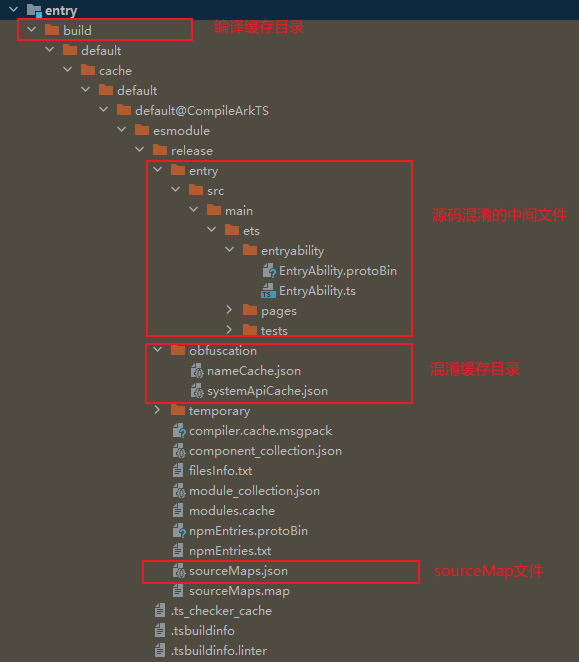 entry
build
编译缓存目录
default
cache
default
default@CompileArkTS
esmodule
release
entry
src
main
源码混淆的中间文件
ets
entryability
EntryAbility.protoBin
EntryAbility.ts
pages
tests
obfuscation
nameCache.json
混淆缓存目录
systemApiCache.json
temporary
compiler.cache.msgpack
component_collection.json
filesInfo.txt
module_collection.json
modules.cache
npmEntries.protoBin
npmEntries.txt
sourceMaps.json
sourceMap文件
sourceMaps.map
.ts_checker_cache
.tsbuildinfo
.tsbuildinfo.linter